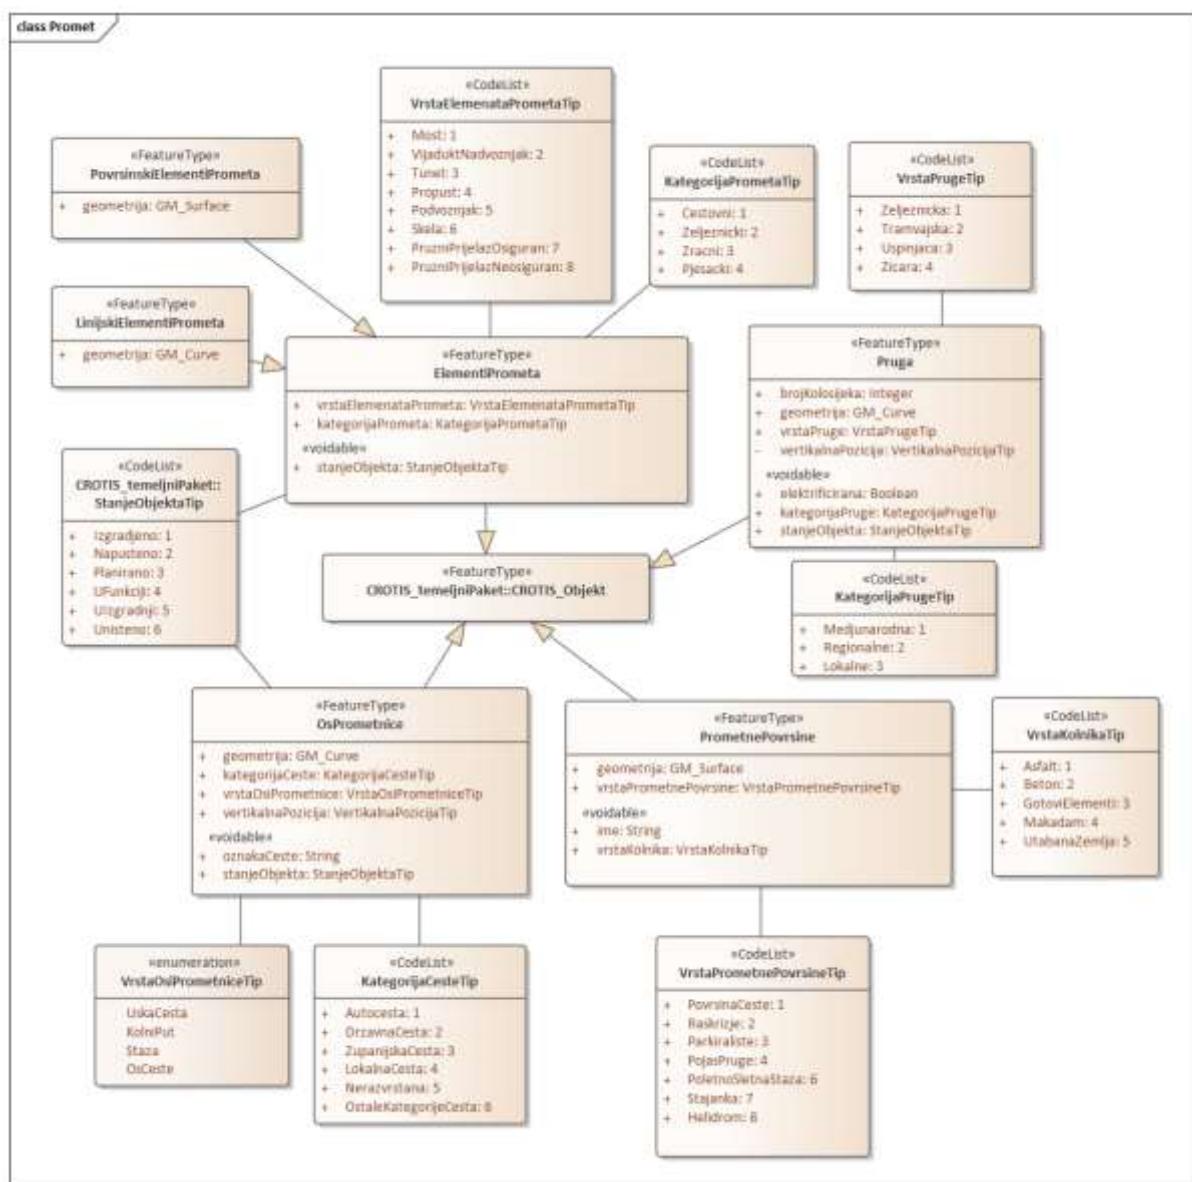 class Promet
«CodeList»
VrstaElemenataPrometaTip
+ Most: 1
+ VijaduktNadvoznjak: 2
+ Tunel: 3
+ Propust: 4
+ Podvoznjak: 5
+ Skela: 6
+ PruzniPrijelazOsiguran: 7
+ PruzniPrijelazNeosiguran: 8
«FeatureType»
PovrsinskiElementiPrometa
+ geometrija: GM_Surface
«CodeList»
KategorijaPrometaTip
+ Cestovni: 1
+ Zeljeznicki: 2
+ Zracni: 3
+ Pjesacki: 4
«CodeList»
VrstaPrugeTip
+ Zeljeznicka: 1
+ Tramvajska: 2
+ Uspinjaca: 3
+ Zicara: 4
«FeatureType»
LinijskiElementiPrometa
+ geometrija: GM_Curve
«FeatureType»
ElementiPrometa
+ vrstaElemenataPrometa: VrstaElemenataPrometaTip
+ kategorijaPrometa: KategorijaPrometaTip
«voidable»
+ stanjeObjekta: StanjeObjektaTip
«FeatureType»
Pruga
+ brojKolosijeka: Integer
+ geometrija: GM_Curve
+ vrstaPruge: VrstaPrugeTip
- vertikalnaPozicija: VertikalnaPozicijaTip
«voidable»
+ elektrificirana: Boolean
+ kategorijaPruge: KategorijaPrugeTip
+ stanjeObjekta: StanjeObjektaTip
«CodeList»
CROTIS_temeljniPaket::
StanjeObjektaTip
+ Izgradjeno: 1
+ Napusteno: 2
+ Planirano: 3
+ UFunkciji: 4
+ UIzgradnji: 5
+ Unisteno: 6
«FeatureType»
CROTIS_temeljniPaket::CROTIS_Objekt
«CodeList»
KategorijaPrugeTip
+ Medjunarodna: 1
+ Regionalne: 2
+ Lokalne: 3
«FeatureType»
OsPrometnice
+ geometrija: GM_Curve
+ kategorijaCeste: KategorijaCesteTip
+ vrstaOsiPrometnice: VrstaOsiPrometniceTip
+ vertikalnaPozicija: VertikalnaPozicijaTip
«voidable»
+ oznakaCeste: String
+ stanjeObjekta: StanjeObjektaTip
«FeatureType»
PrometnePovrsine
+ geometrija: GM_Surface
+ vrstaPrometnePovrsine: VrstaPrometnePovrsineTip
«voidable»
+ ime: String
+ vrstaKolnika: VrstaKolnikaTip
«CodeList»
VrstaKolnikaTip
+ Asfalt: 1
+ Beton: 2
+ GotoviElementi: 3
+ Makadam: 4
+ UtabanaZemlja: 5
«enumeration»
VrstaOsiPrometniceTip
UskaCesta
KolniPut
Staza
OsCeste
«CodeList»
KategorijaCesteTip
+ Autocesta: 1
+ DrzavnaCesta: 2
+ ZupanijskaCesta: 3
+ LokalnaCesta: 4
+ Nerazvrstana: 5
+ OstaleKategorijeCesta: 6
«CodeList»
VrstaPrometnePovrsineTip
+ PovrsinaCeste: 1
+ Raskrizje: 2
+ Parkiraliste: 3
+ PojasPruge: 4
+ PoletnoSletnaStaza: 6
+ Stajanka: 7
+ Helidrom: 8